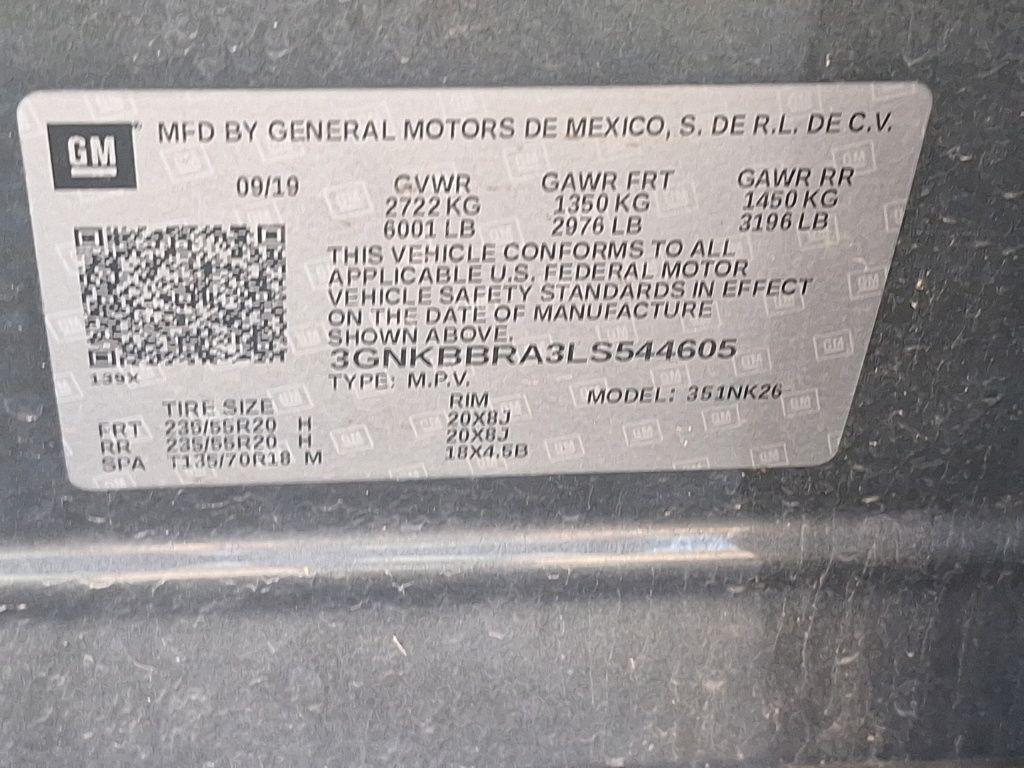 GM MFD BY GENERAL MOTORS DE MEXICO, S. DE R.L. DE C.V.
09/19 GVWR GAWR FRT GAWR RR
2722 KG 1350 KG 1450 KG
6001 LB 2976 LB 3196 LB
THIS VEHICLE CONFORMS TO ALL
APPLICABLE U.S. FEDERAL MOTOR
VEHICLE SAFETY STANDARDS IN EFFECT
ON THE DATE OF MANUFACTURE
SHOWN ABOVE.
3GNKBBRA3LS544605
139X TYPE: M.P.V.
TIRE SIZE RIM MODEL: 351NK26
FRT 235/55R20 H 20X8J
RR 235/55R20 H 20X8J
SPA T135/70R18 M 18X4.5B